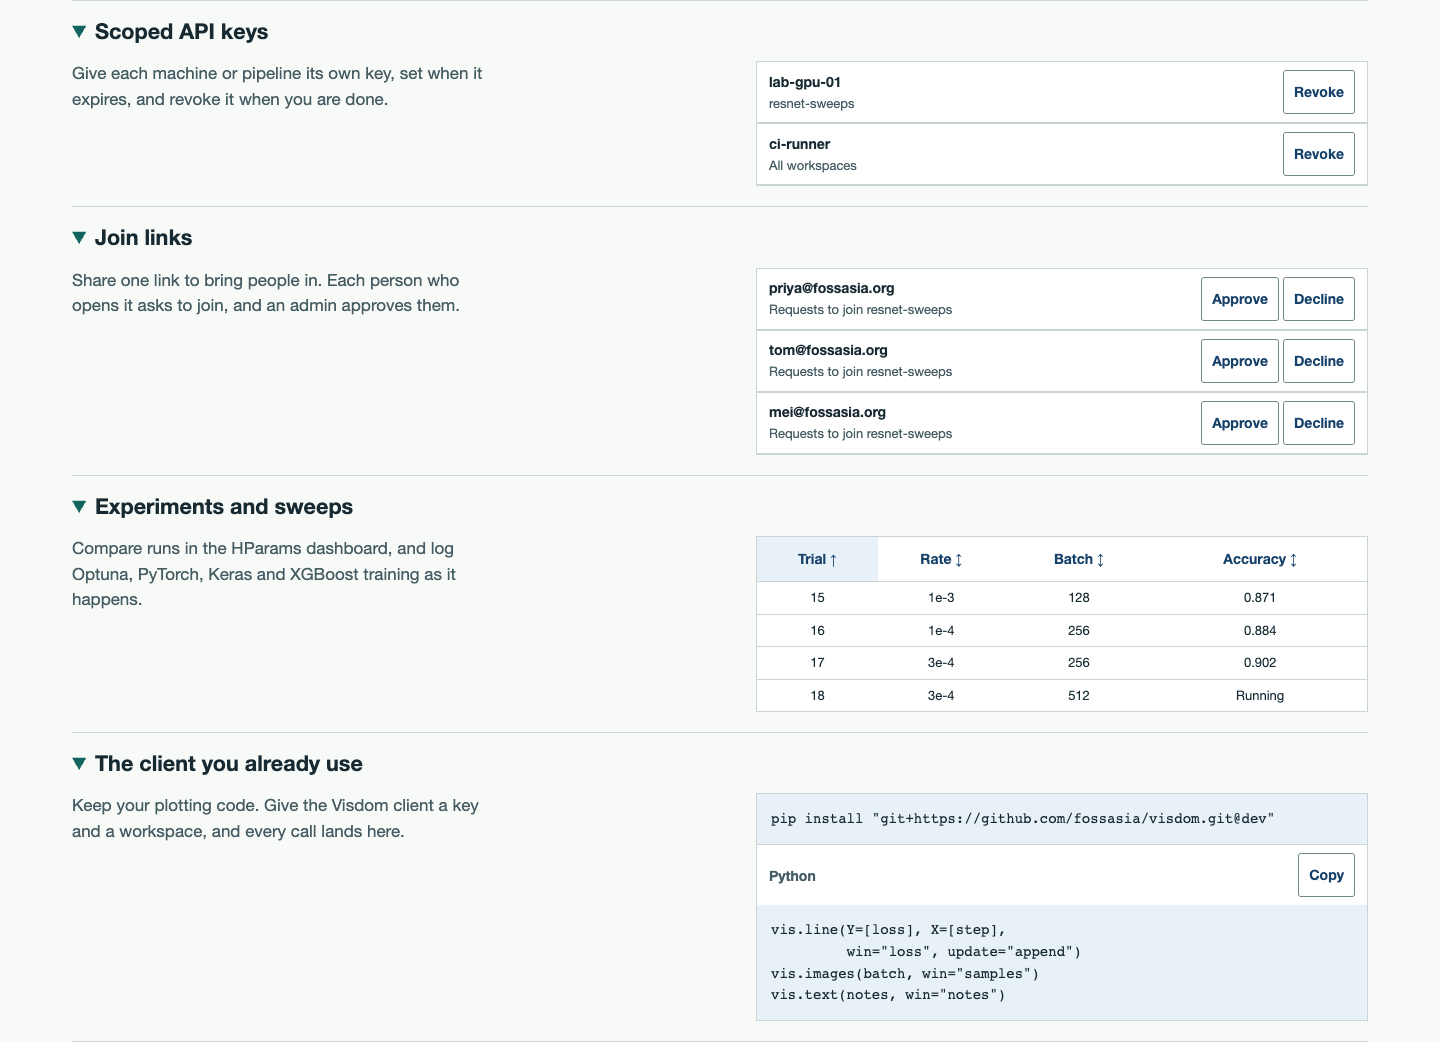 Scoped API keys
Give each machine or pipeline its own key, set when it
expires, and revoke it when you are done.
lab-gpu-01
resnet-sweeps
Revoke
ci-runner
All workspaces
Revoke
Join links
Share one link to bring people in. Each person who
opens it asks to join, and an admin approves them.
priya@fossasia.org
Requests to join resnet-sweeps
Approve Decline
tom@fossasia.org
Requests to join resnet-sweeps
Approve Decline
mei@fossasia.org
Requests to join resnet-sweeps
Approve Decline
Experiments and sweeps
Compare runs in the HParams dashboard, and log
Optuna, PyTorch, Keras and XGBoost training as it
happens.
Trial ↑ Rate ↕ Batch ↕ Accuracy ↕
15 1e-3 128 0.871
16 1e-4 256 0.884
17 3e-4 256 0.902
18 3e-4 512 Running
The client you already use
Keep your plotting code. Give the Visdom client a key
and a workspace, and every call lands here.
pip install "git+https://github.com/fossasia/visdom.git@dev"
Python
Copy
vis.line(Y=[loss], X=[step],
         win="loss", update="append")
vis.images(batch, win="samples")
vis.text(notes, win="notes")